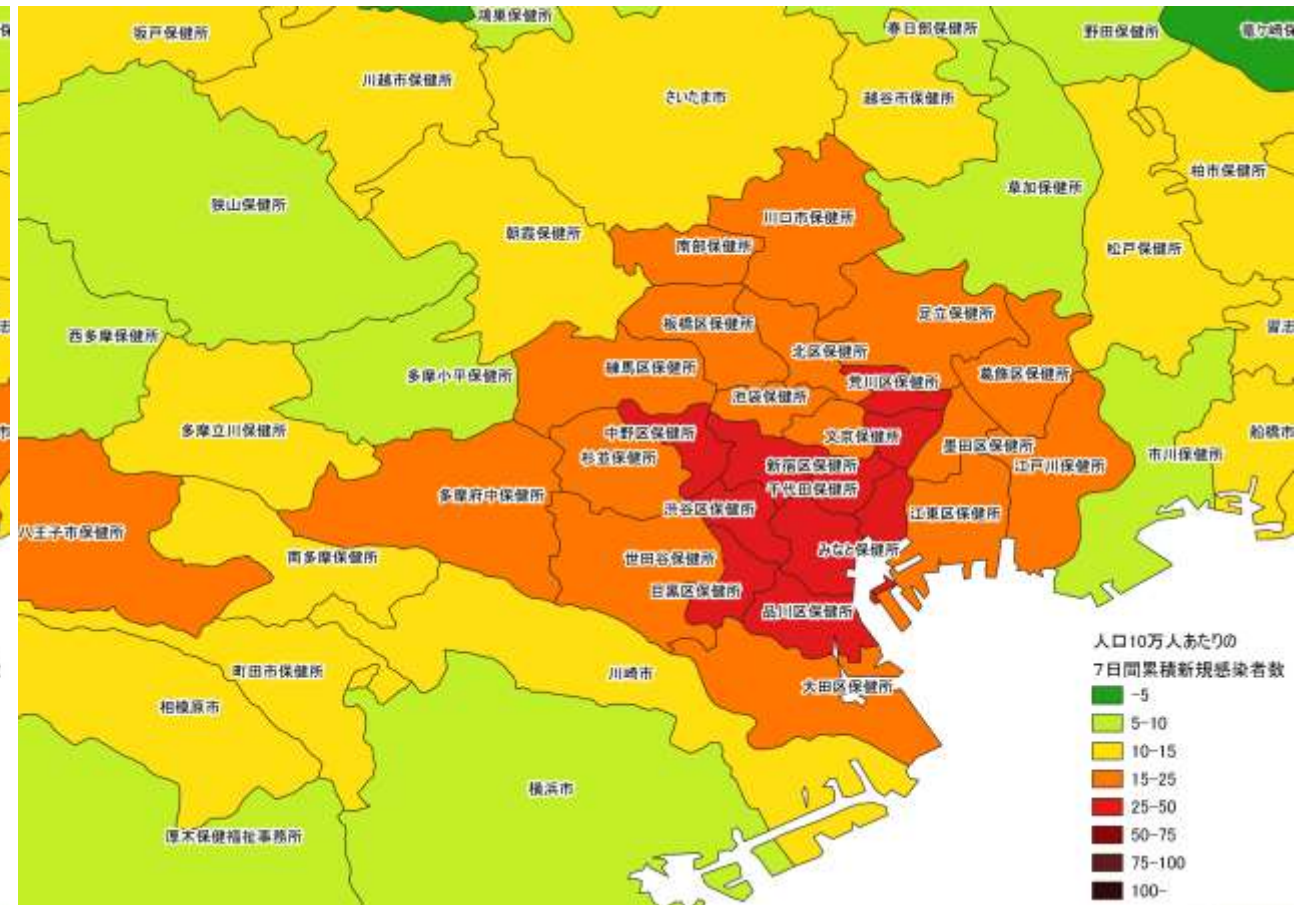 鴻巣保健所
坂戸保健所
春日部保健所
野田保健所
竜ケ崎保
川越市保健所
さいたま市
越谷市保健所
柏市保健所
草加保健所
狭山保健所
川口市保健所
朝霞保健所
南部保健所
松戸保健所
足立保健所
板橋区保健所
習志
西多摩保健所
北区保健所
練馬区保健所
多摩小平保健所
荒川区保健所
葛飾区保健所
池袋保健所
多摩立川保健所
中野区保健所
文京保健所
船橋市
墨田区保健所
杉並保健所
新宿区保健所
江戸川保健所
市川保健所
千代田保健所
多摩府中保健所
渋谷区保健所
江東区保健所
八王子市保健所
みなと保健所
南多摩保健所
世田谷保健所
目黒区保健所
品川区保健所
人口10万人あたりの
7日間累積新規感染者数
町田市保健所
川崎市
大田区保健所
相模原市
横浜市
厚木保健福祉事務所
-5
5-10
10-15
15-25
25-50
50-75
75-100
100-